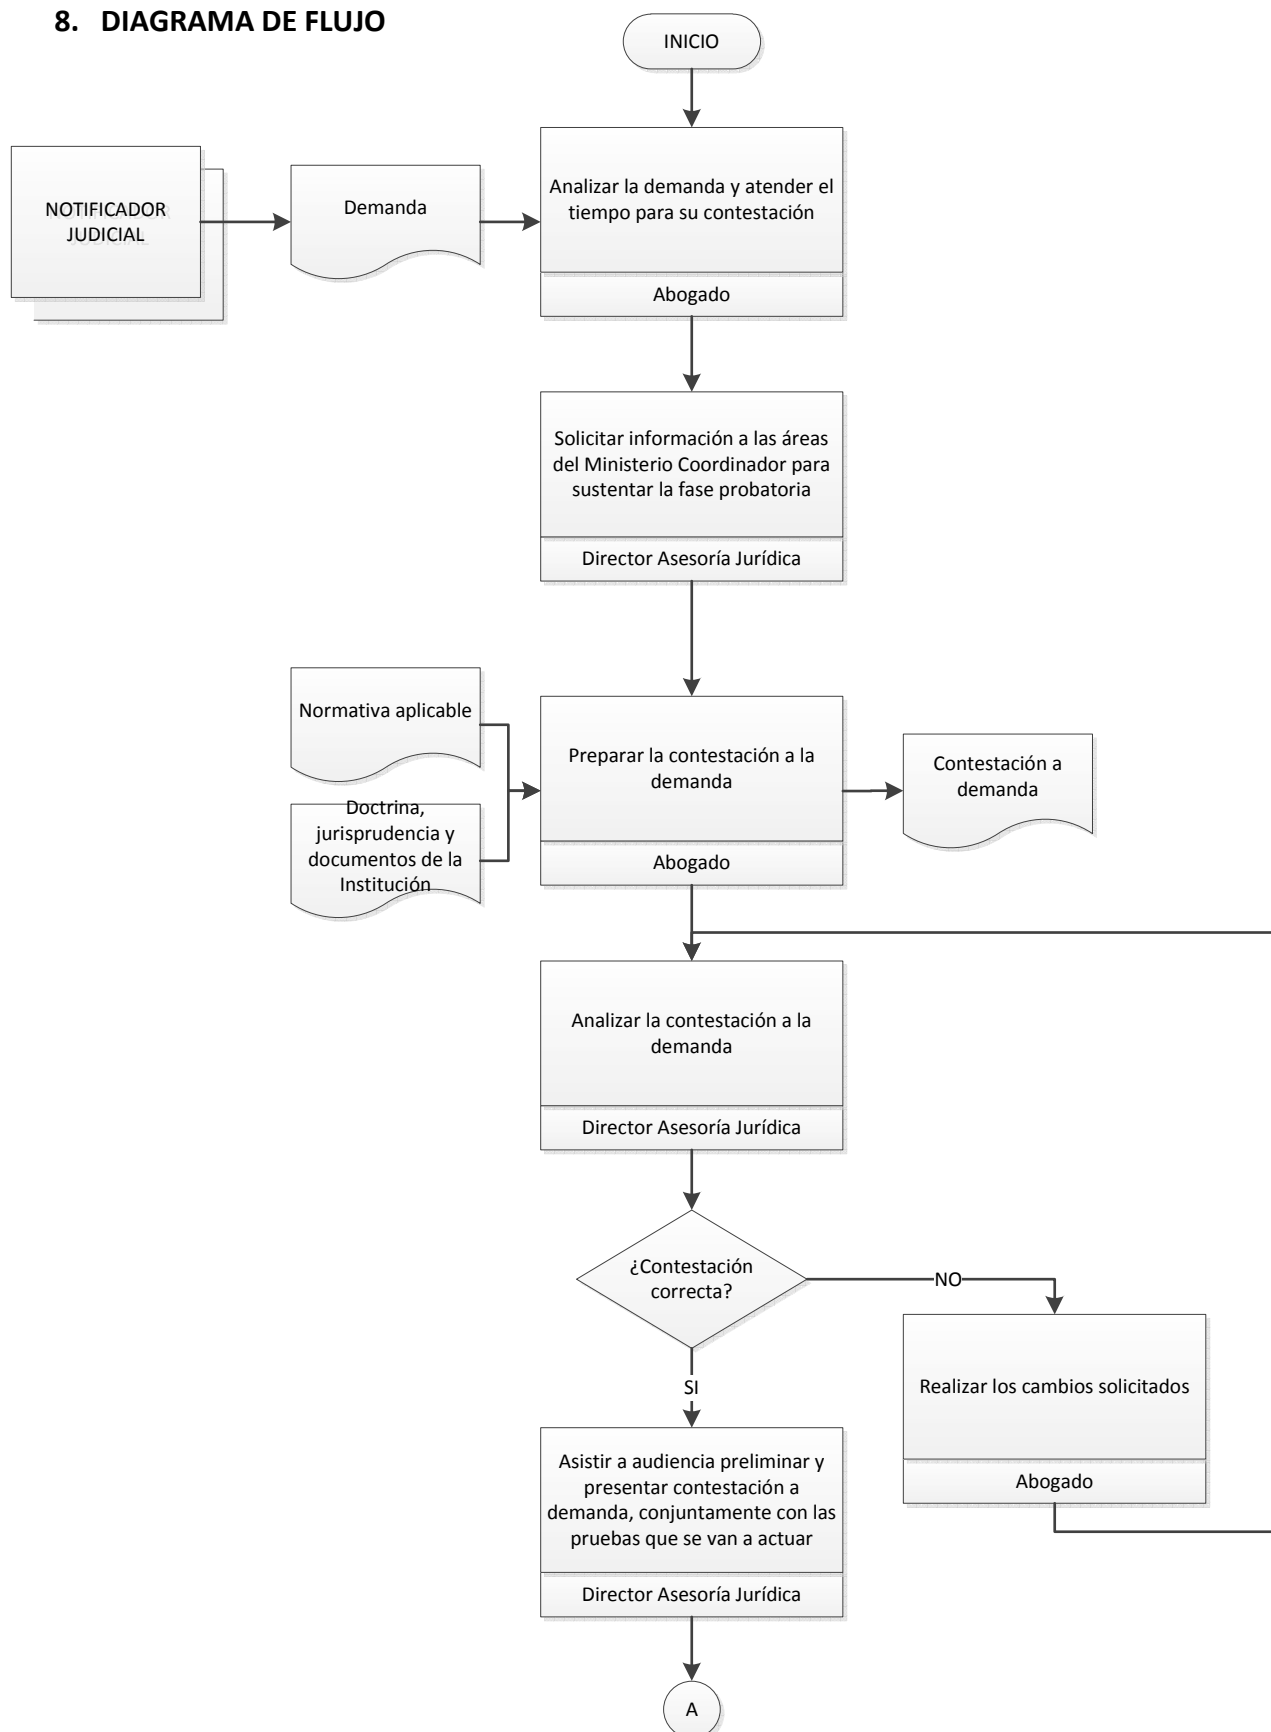 8. DIAGRAMA DE FLUJO
INICIO
NOTIFICADOR
JUDICIAL
Demanda
Analizar la demanda y atender el
tiempo para su contestación
Abogado
Solicitar información a las áreas
del Ministerio Coordinador para
sustentar la fase probatoria
Director Asesoría Jurídica
Normativa aplicable
Doctrina,
jurisprudencia y
documentos de la
Institución
Preparar la contestación a la
demanda
Abogado
Contestación a
demanda
Analizar la contestación a la
demanda
Director Asesoría Jurídica
¿Contestación
correcta?
NO
Realizar los cambios solicitados
Abogado
SI
Asistir a audiencia preliminar y
presentar contestación a
demanda, conjuntamente con las
pruebas que se van a actuar
Director Asesoría Jurídica
A